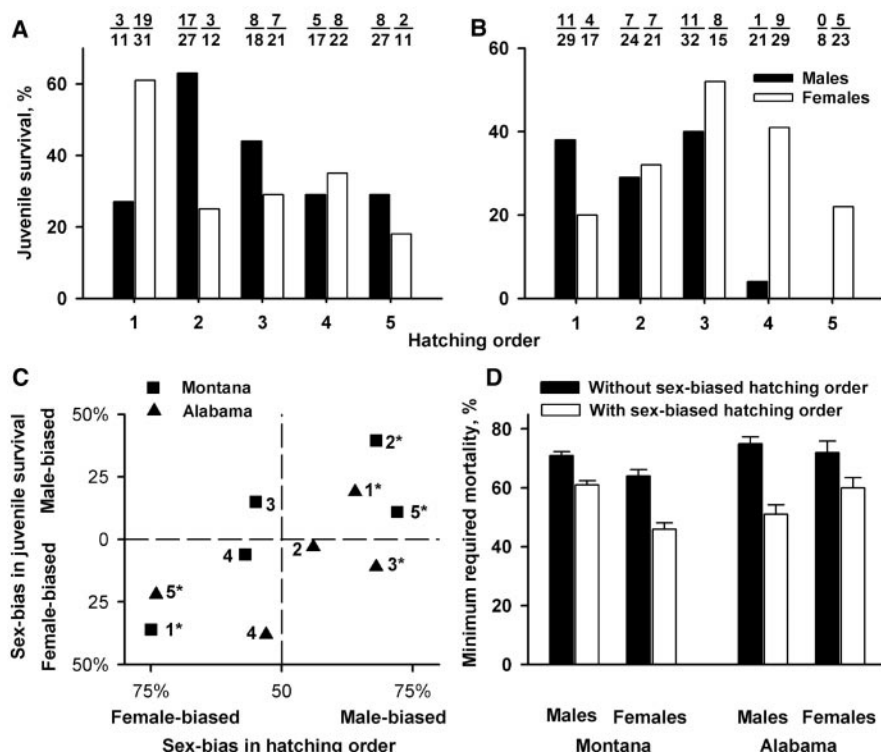 A
3 19 17 3 8 7 5 8 8 2
11 31 27 12 18 21 17 22 27 11
Juvenile survival, %
60
40
20
0
1 2 3 4 5
B
11 4 7 7 11 8 1 9 0 5
29 17 24 21 32 15 21 29 8 23
Males
Females
60
40
20
0
1 2 3 4 5
Hatching order
C
Montana
Alabama
Sex-bias in juvenile survival
Female-biased Male-biased
50%
25
0
25
50%
2*
1*
3
5*
4
2
3*
5*
1*
4
75% 50 75%
Female-biased Male-biased
Sex-bias in hatching order
D
Without sex-biased hatching order
With sex-biased hatching order
Minimum required mortality, %
80
60
40
20
0
Males Females Males Females
Montana Alabama